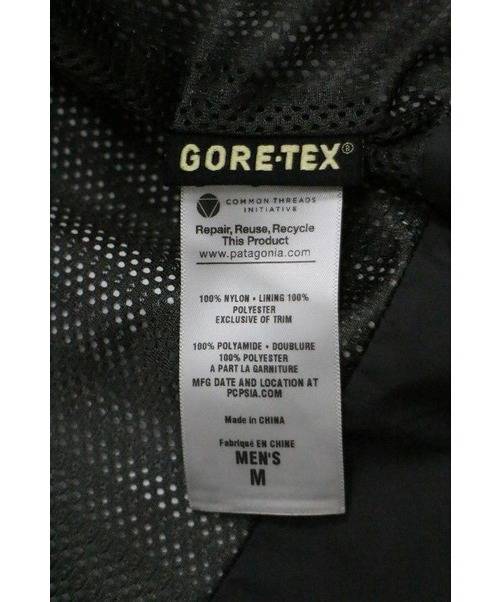 GORE-TEX®
COMMON THREADS
INITIATIVE
Repair, Reuse, Recycle
This Product
www.patagonia.com
100% NYLON • LINING 100%
POLYESTER
EXCLUSIVE OF TRIM
100% POLYAMIDE • DOUBLURE
100% POLYESTER
A PART LA GARNITURE
MFG DATE AND LOCATION AT
PCPSIA.COM
Made in CHINA
Fabriqué EN CHINE
MEN'S
M